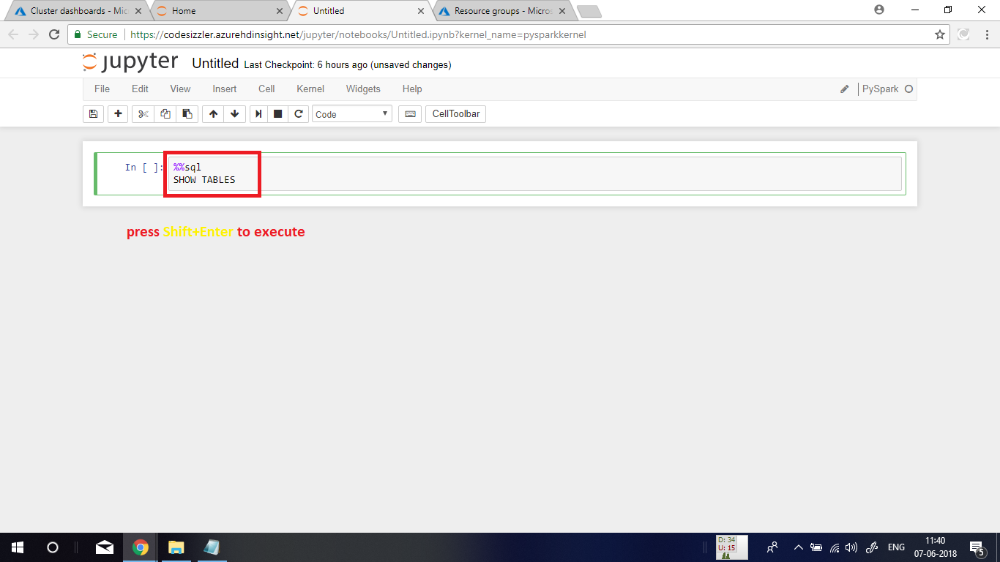 Cluster dashboards - Mic
Home
Untitled
Resource groups - Micros
Secure
https://codesizzler.azurehdinsight.net/jupyter/notebooks/Untitled.ipynb?kernel_name=pysparkkernel
jupyter Untitled Last Checkpoint: 6 hours ago (unsaved changes)
File Edit View Insert Cell Kernel Widgets Help PySpark
Code CellToolbar
In [ ]: %%sql
SHOW TABLES
press Shift+Enter to execute
D: 34
U: 15
ENG
11:40
07-06-2018
5